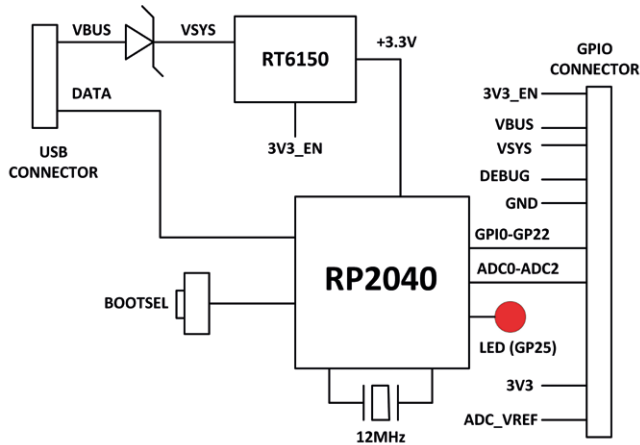 VBUS
VSYS
RT6150
+3.3V
GPIO
CONNECTOR
DATA
3V3_EN
3V3_EN
VBUS
VSYS
USB
CONNECTOR
DEBUG
GND
GPI0-GP22
RP2040
ADC0-ADC2
BOOTSEL
LED (GP25)
3V3
ADC_VREF
12MHz